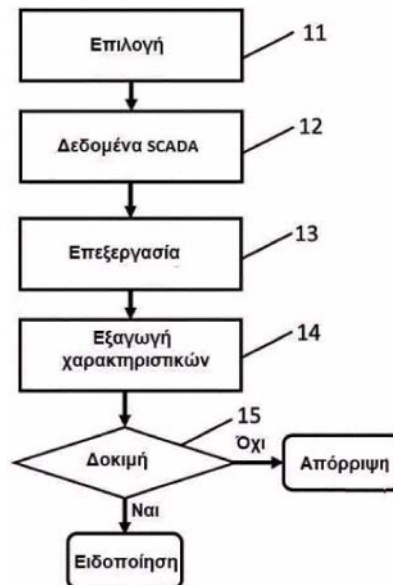 Επιλογή
11
Δεδομένα SCADA
12
Επεξεργασία
13
Εξαγωγή
χαρακτηριστικών
14
15
Δοκιμή
Όχι
Απόρριψη
Ναι
Ειδοποίηση